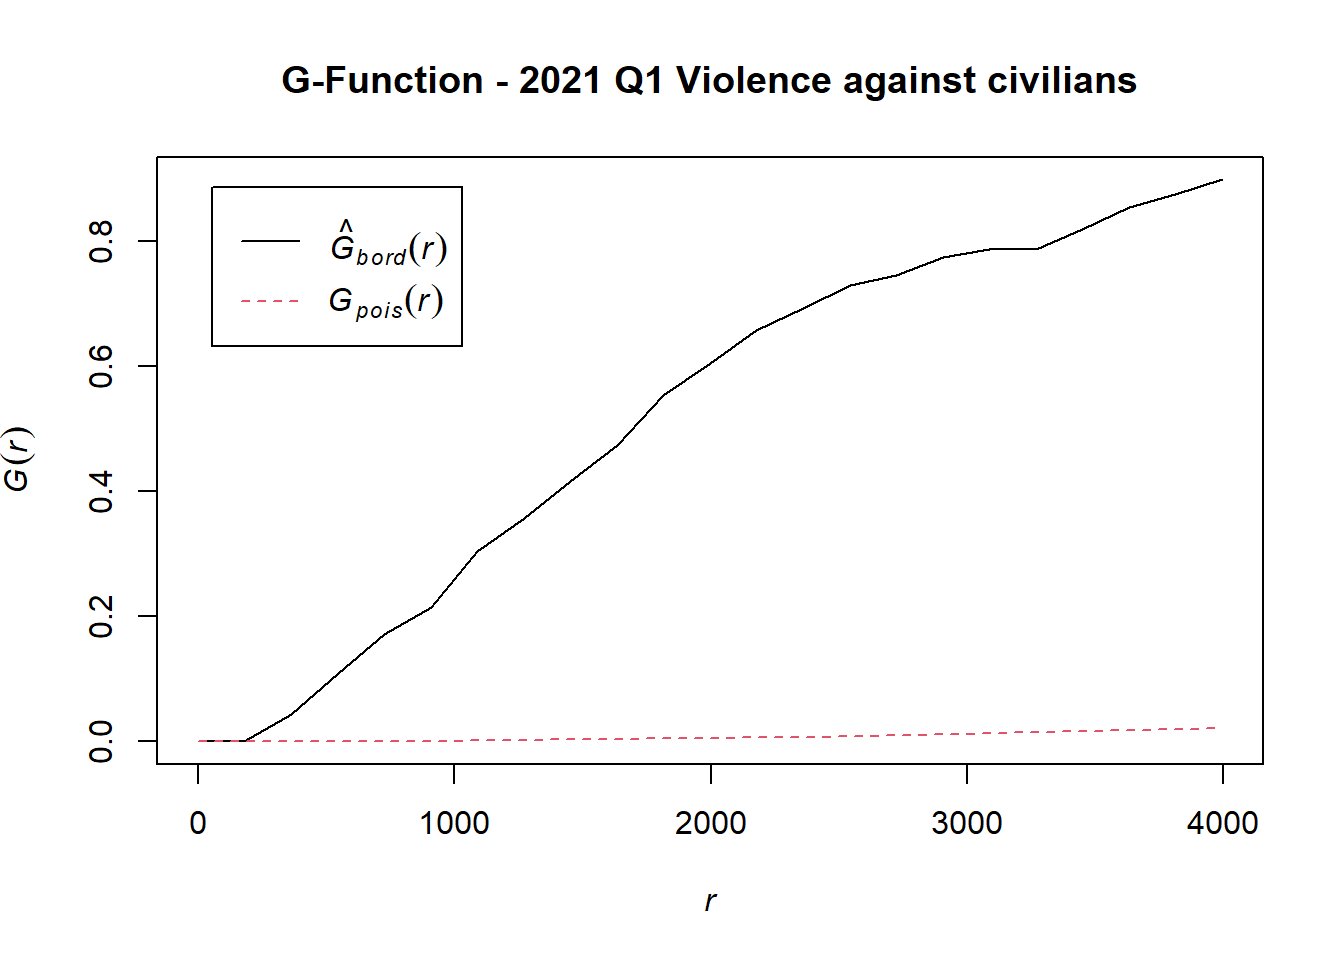 G-Function - 2021 Q1 Violence against civilians
Ĝbord(r)
Gpois(r)
G(r)
0.8
0.6
0.4
0.2
0.0
0 1000 2000 3000 4000
r